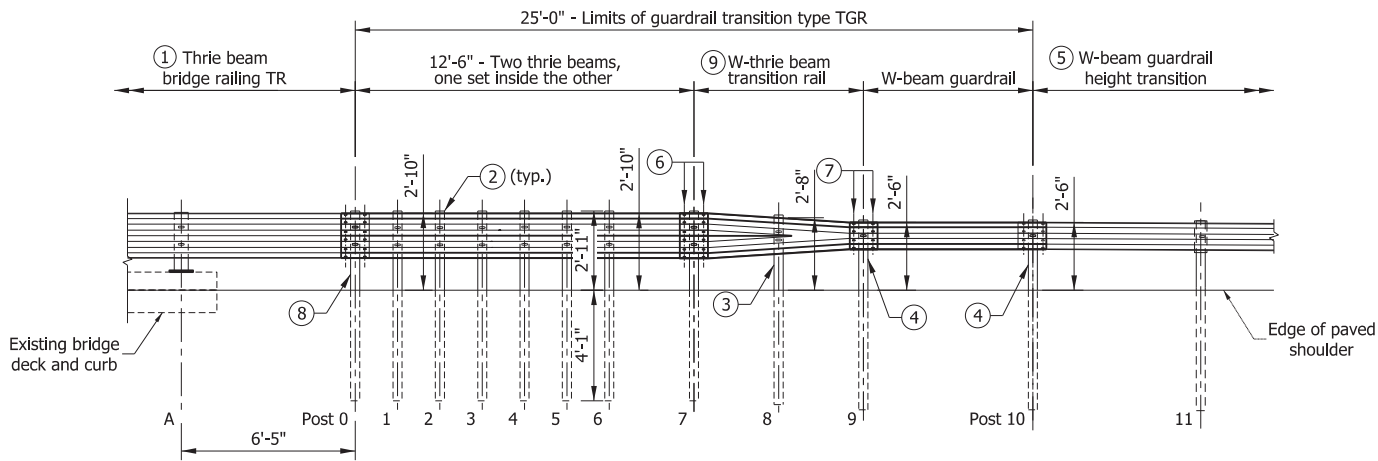 25'-0" - Limits of guardrail transition type TGR
1 Thrie beam
bridge railing TR
12'-6" - Two thrie beams,
one set inside the other
9 W-thrie beam
transition rail
W-beam guardrail
5 W-beam guardrail
height transition
2'-10"
2 (typ.)
2'-10"
6
2'-8"
7
2'-6"
2'-6"
2'-11"
8
3
4
4
4'-1"
Existing bridge
deck and curb
Edge of paved
shoulder
A Post 0 1 2 3 4 5 6 7 8 9 Post 10 11
6'-5"